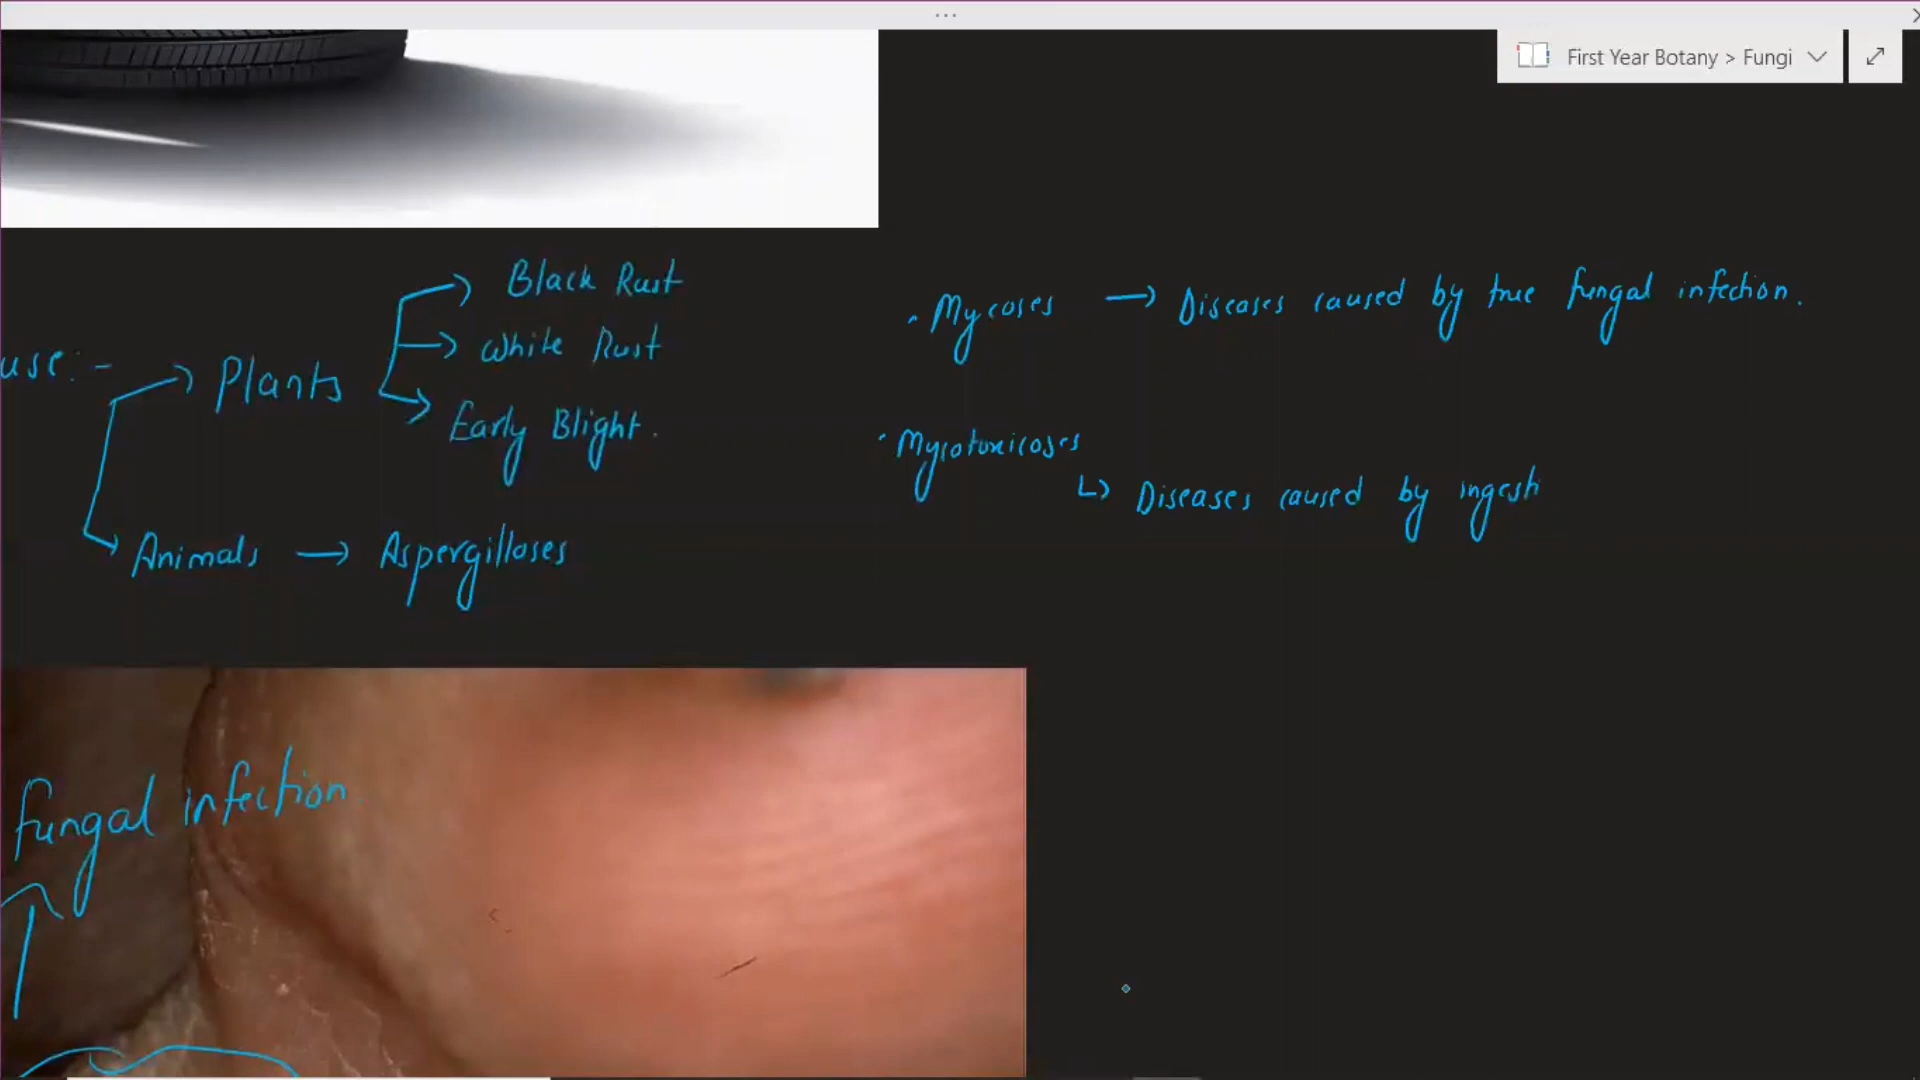 ...
First Year Botany > Fungi
Black Rust
White Rust
Early Blight.
use:-
Plants
Animals → Aspergilloses
• Mycoses → Diseases caused by true fungal infection.
• Mycotoxicoses
↳ Diseases caused by ingesti
fungal infection